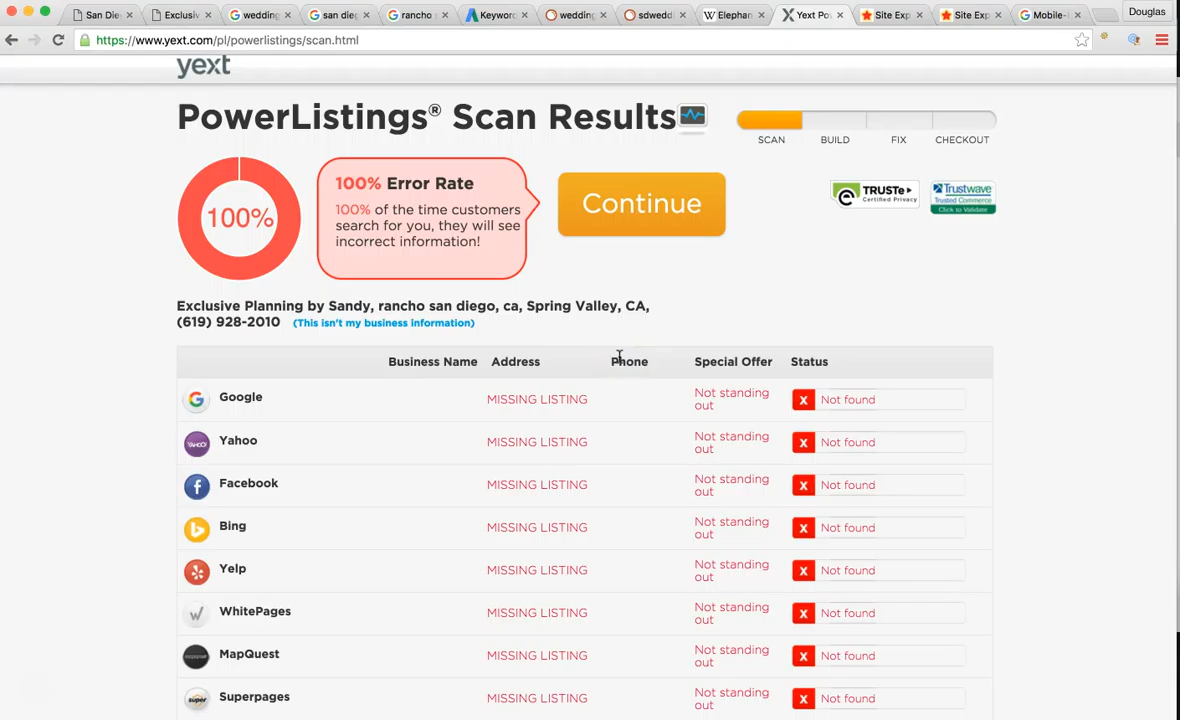 San Die
Exclusiv
wedding
san dieg
rancho
Keyword
wedding
sdweddi
Elephan
Yext Pow
Site Exp
Site Exp
Mobile-
Douglas
https://www.yext.com/pl/powerlistings/scan.html
yext
PowerListings® Scan Results
SCAN BUILD FIX CHECKOUT
100%
100% Error Rate
100% of the time customers
search for you, they will see
incorrect information!
Continue
TRUSTe
Certified Privacy
Trustwave
Trusted Commerce
Click to Validate
Exclusive Planning by Sandy, rancho san diego, ca, Spring Valley, CA,
(619) 928-2010 (This isn't my business information)
Business Name Address Phone Special Offer Status
Google MISSING LISTING Not standing out X Not found
YAHOO! Yahoo MISSING LISTING Not standing out X Not found
Facebook MISSING LISTING Not standing out X Not found
Bing MISSING LISTING Not standing out X Not found
Yelp MISSING LISTING Not standing out X Not found
WhitePages MISSING LISTING Not standing out X Not found
MapQuest MISSING LISTING Not standing out X Not found
super Superpages MISSING LISTING Not standing out X Not found